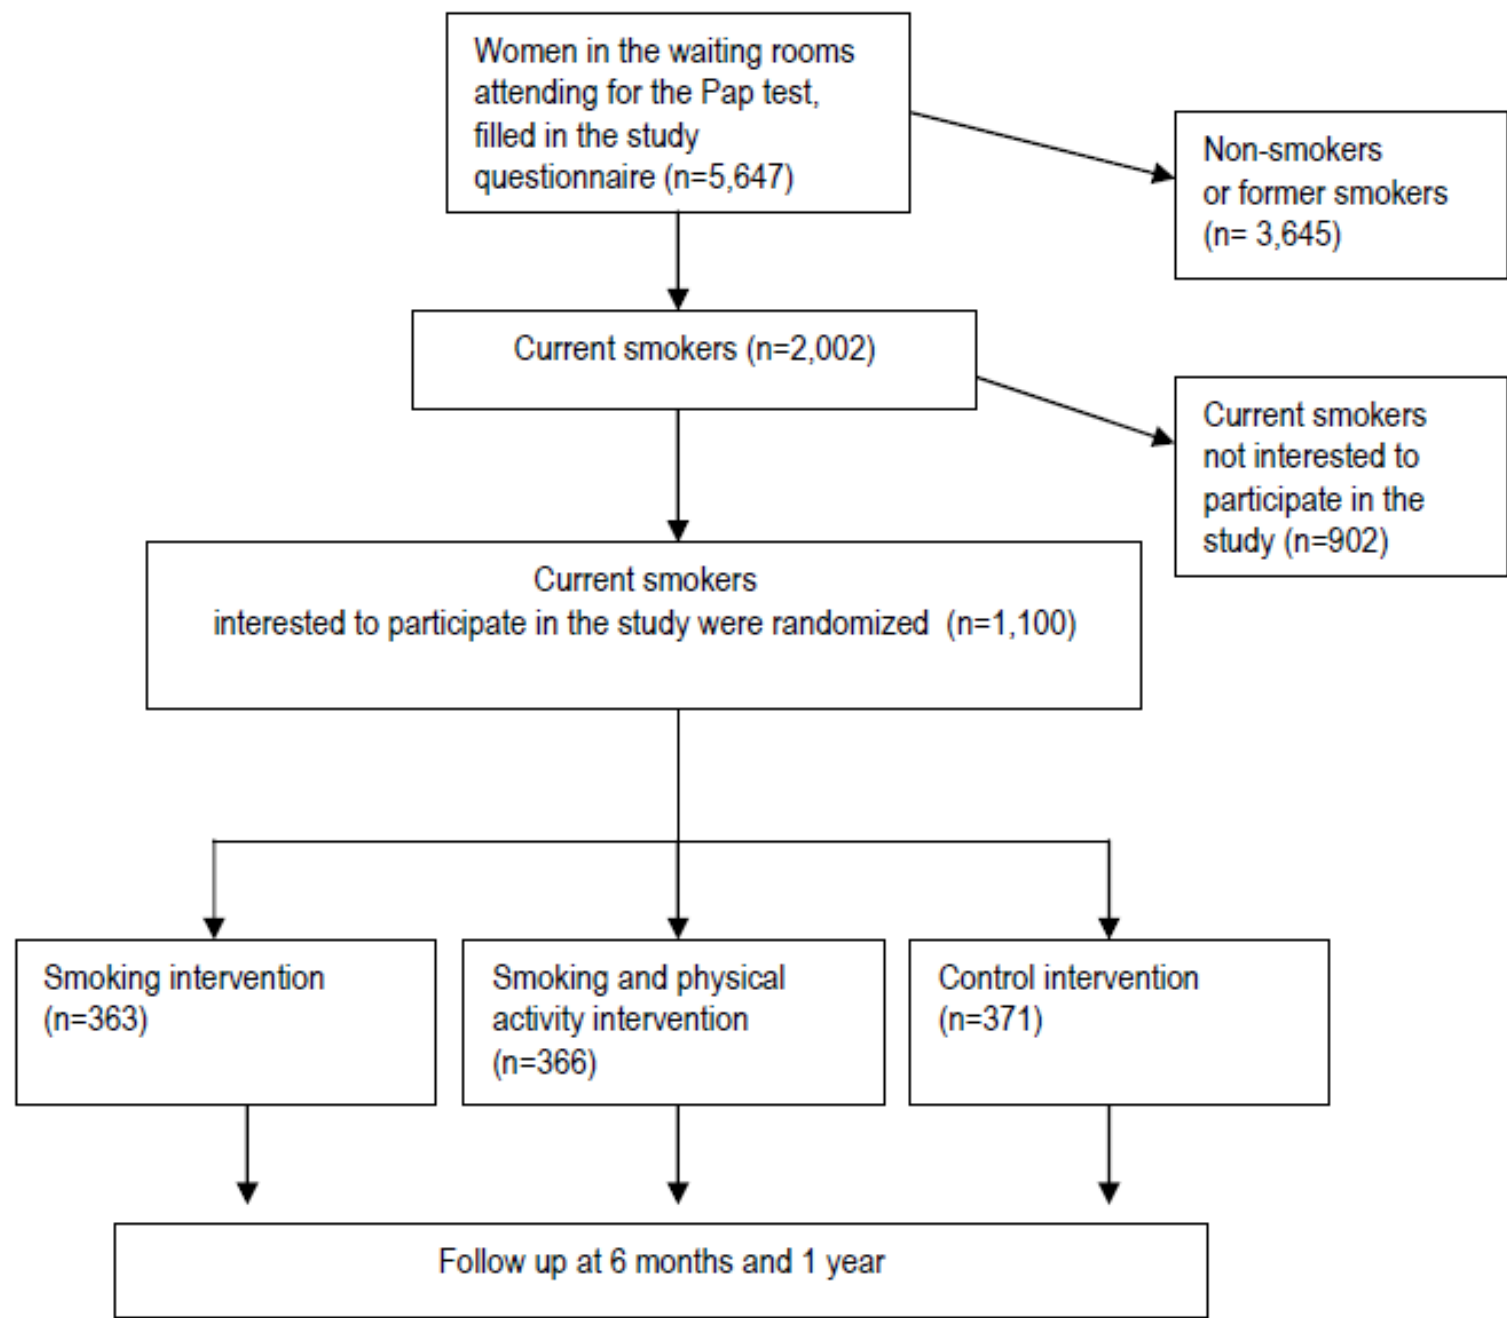 Women in the waiting rooms
attending for the Pap test,
filled in the study
questionnaire (n=5,647)
Non-smokers
or former smokers
(n= 3,645)
Current smokers (n=2,002)
Current smokers
not interested to
participate in the
study (n=902)
Current smokers
interested to participate in the study were randomized (n=1,100)
Smoking intervention
(n=363)
Smoking and physical
activity intervention
(n=366)
Control intervention
(n=371)
Follow up at 6 months and 1 year